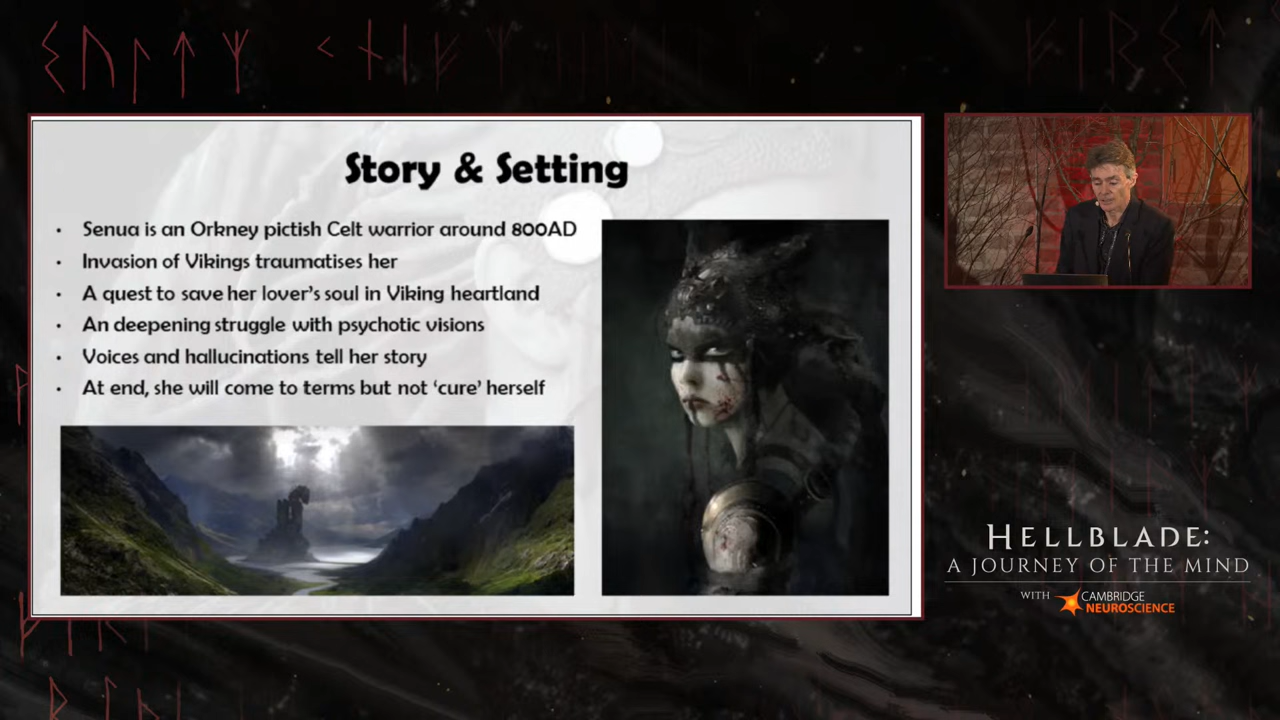 Story & Setting
• Senua is an Orkney pictish Celt warrior around 800AD
• Invasion of Vikings traumatises her
• A quest to save her lover's soul in Viking heartland
• An deepening struggle with psychotic visions
• Voices and hallucinations tell her story
• At end, she will come to terms but not 'cure' herself
HELLBLADE:
A JOURNEY OF THE MIND
WITH CAMBRIDGE
NEUROSCIENCE